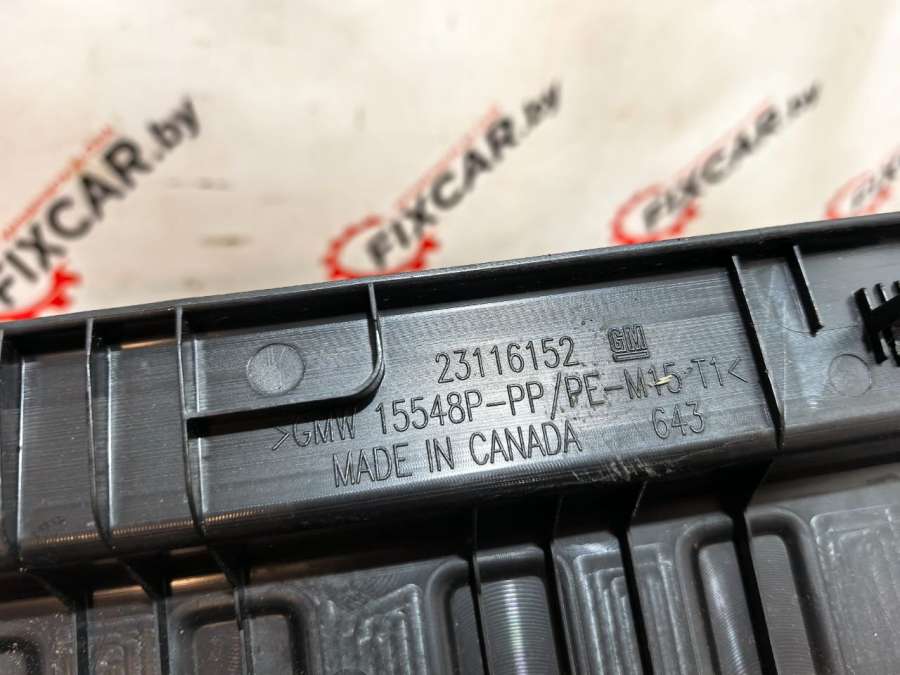 FIXCAR.by
FIXCAR.by
FIXCAR.by
23116152 GM
>GMW 15548P-PP/PE-M15 T1<
MADE IN CANADA 643